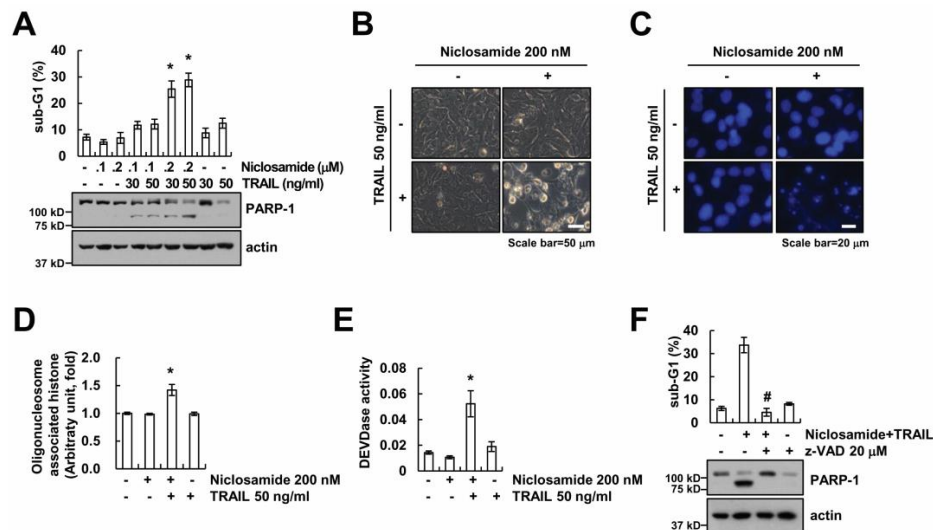 A
40
30
20
10
0
sub-G1 (%)
* *
- .1 .2 .1 .1 .2 .2 - - Niclosamide (μM)
- - - 30 50 30 50 30 50 TRAIL (ng/ml)
100 kD
75 kD
PARP-1
37 kD
actin
B
Niclosamide 200 nM
- +
TRAIL 50 ng/ml
-
+
Scale bar=50 μm
C
Niclosamide 200 nM
- +
TRAIL 50 ng/ml
-
+
Scale bar=20 μm
D
Oligonucleosome
associated histone
(Arbitraty unit, fold)
2.0
1.5
1.0
0.5
0
*
- + + - Niclosamide 200 nM
- - + + TRAIL 50 ng/ml
E
DEVDase activity
0.08
0.06
0.04
0.02
0
*
- + + - Niclosamide 200 nM
- - + + TRAIL 50 ng/ml
F
sub-G1 (%)
40
30
20
10
0
#
- + + - Niclosamide+TRAIL
- - + + z-VAD 20 μM
100 kD
75 kD
PARP-1
37 kD
actin